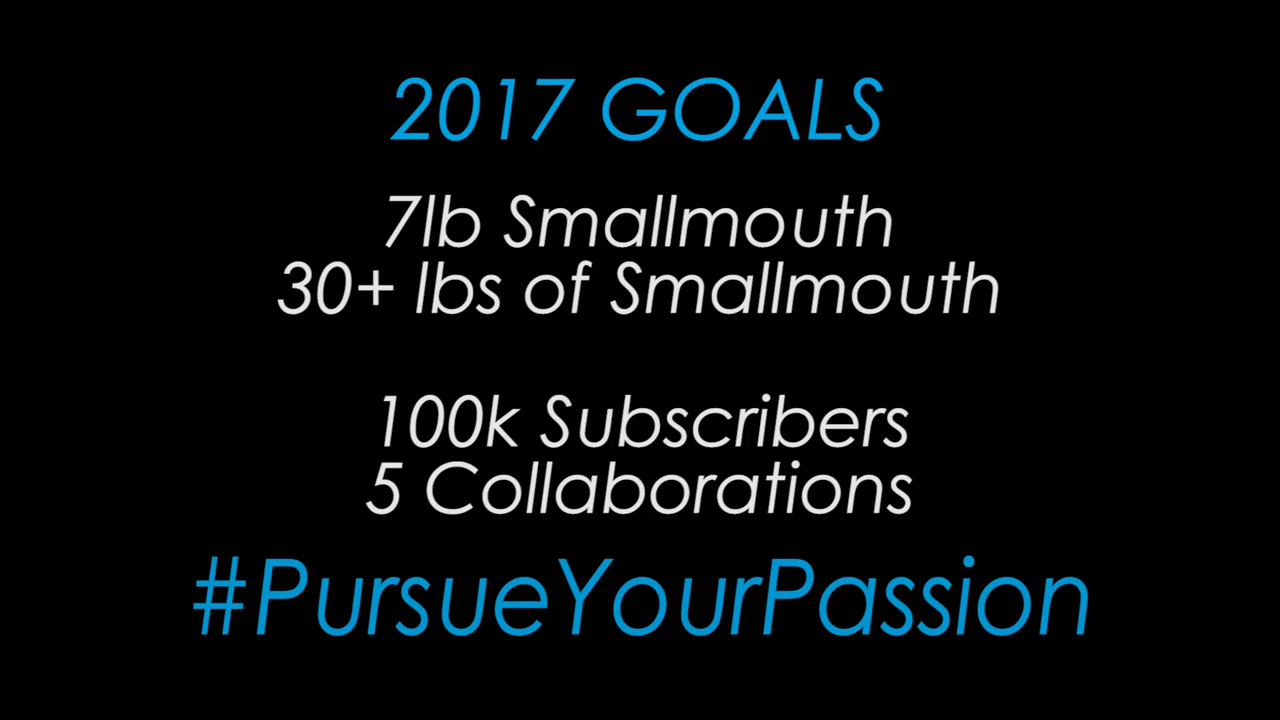 2017 GOALS
7lb Smallmouth
30+ lbs of Smallmouth
100k Subscribers
5 Collaborations
#PursueYourPassion